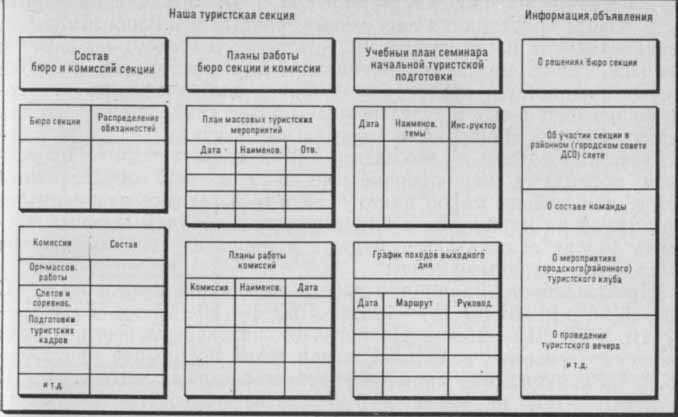 Наша туристская секция
Информация, объявления
Состав
бюро и комиссий секции
Планы работы
бюро секции и комиссии
Учебный план семинара
начальной туристской
подготовки
О решениях бюро секции
Бюро секции
Распределение
обязанностей
План массовых туристских
мероприятий
Дата
Наименов.
Отв.
Дата
Наименов.
темы
Инструктор
Об участии секции в
районном (городском совете
ДСО) слете
О составе команды
Комиссии
Состав
Орг-массов.
работы
Слетов и
соревнов.
Подготовки
туристских
кадров
и т.д.
Планы работы
комиссий
Комиссия
Наименов.
Дата
График походов выходного
дня
Дата
Маршрут
Руковод.
О мероприятиях
городского(районного)
туристского клуба
О проведении
туристского вечера
и т.д.